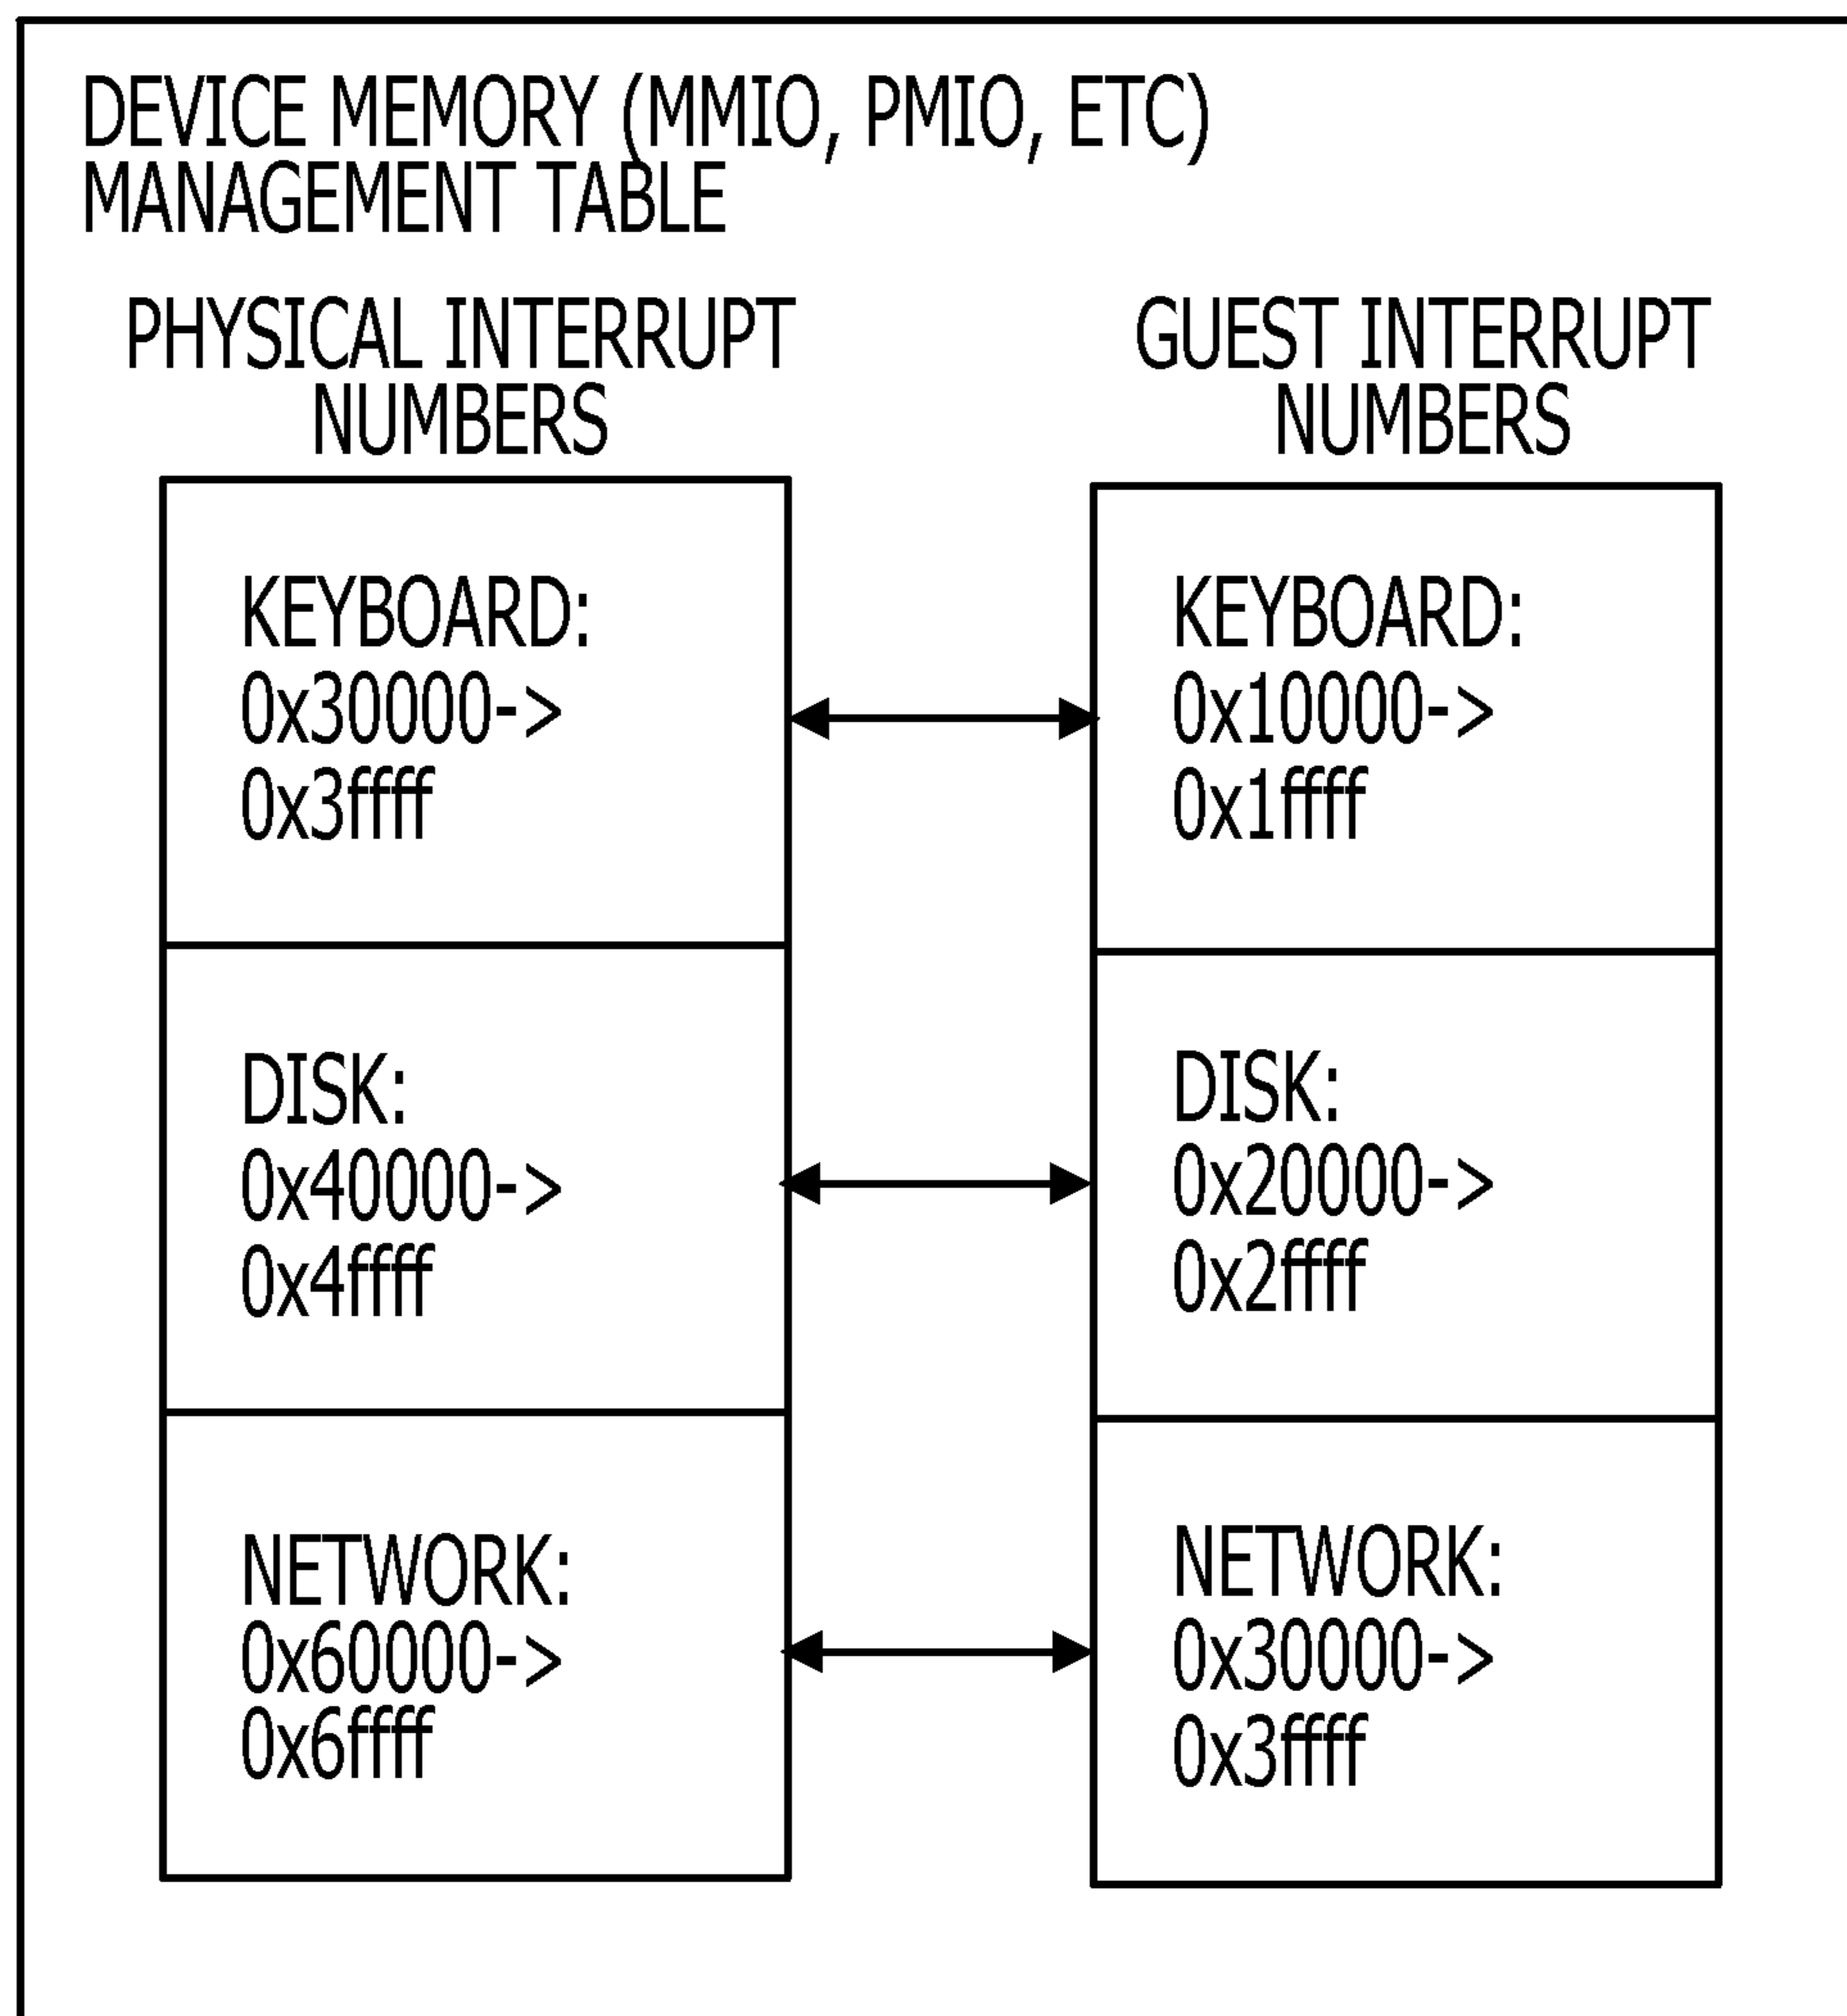 DEVICE MEMORY (MMIO, PMIO, ETC)
MANAGEMENT TABLE
PHYSICAL INTERRUPT
NUMBERS
KEYBOARD:
0x30000->
0x3ffff
DISK:
0x40000->
0x4ffff
NETWORK:
0x60000->
0x6ffff
GUEST INTERRUPT
NUMBERS
KEYBOARD:
0x10000->
0x1ffff
DISK:
0x20000->
0x2ffff
NETWORK:
0x30000->
0x3ffff